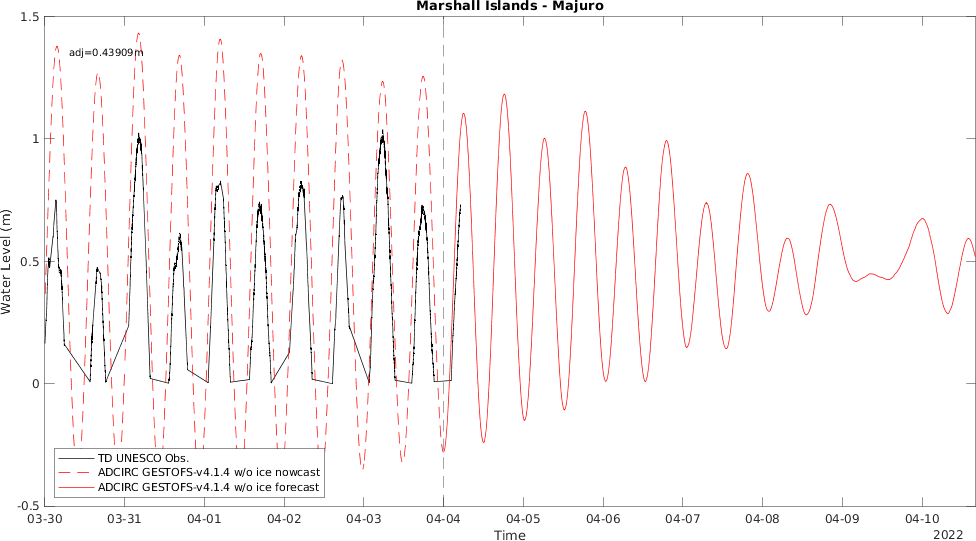 Marshall Islands - Majuro
1.5
adj=0.43909m
1
0.5
0
-0.5
Water Level (m)
TD UNESCO Obs.
ADCIRC GESTOFS-v4.1.4 w/o ice nowcast
ADCIRC GESTOFS-v4.1.4 w/o ice forecast
03-30 03-31 04-01 04-02 04-03 04-04 04-05 04-06 04-07 04-08 04-09 04-10
Time
2022